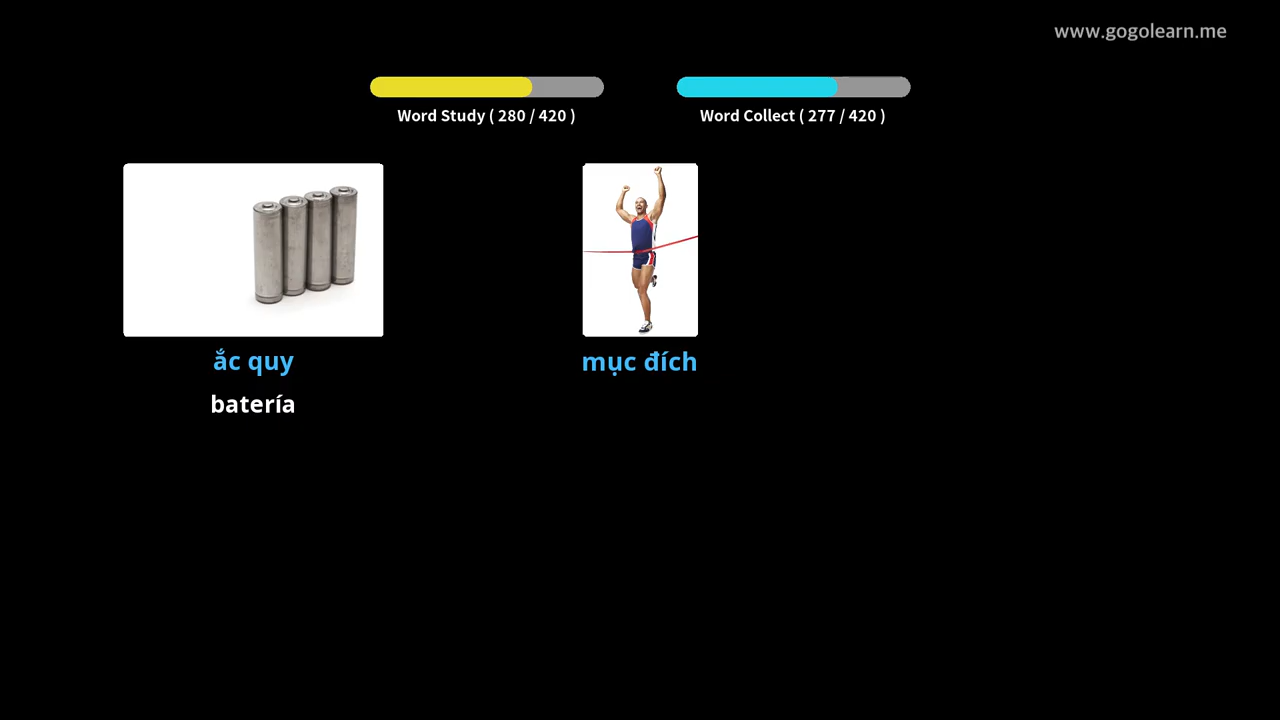 www.gogolearn.me
Word Study ( 280 / 420 )
Word Collect ( 277 / 420 )
ắc quy
batería
mục đích